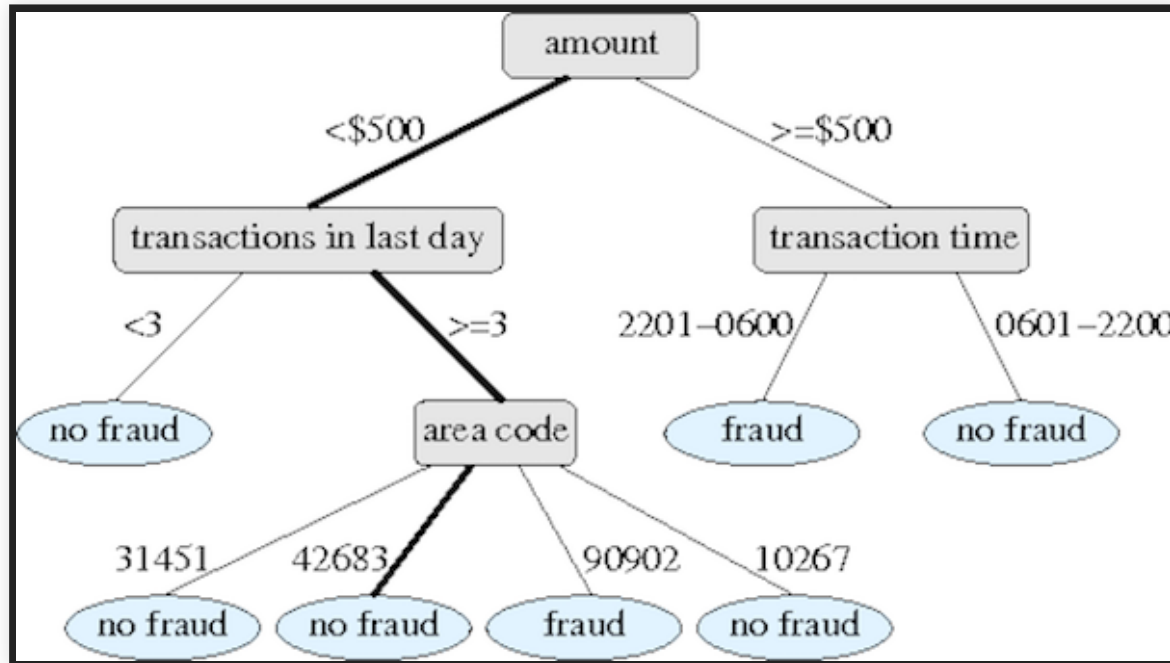 amount
<$500
>=$500
transactions in last day
transaction time
<3
>=3
2201–0600
0601–2200
no fraud
area code
fraud
no fraud
31451
42683
90902
10267
no fraud
no fraud
fraud
no fraud